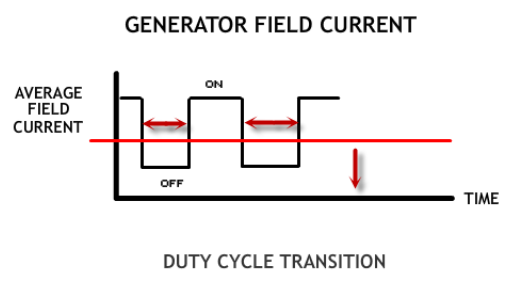 GENERATOR FIELD CURRENT
ON
AVERAGE
FIELD
CURRENT
OFF
TIME
DUTY CYCLE TRANSITION